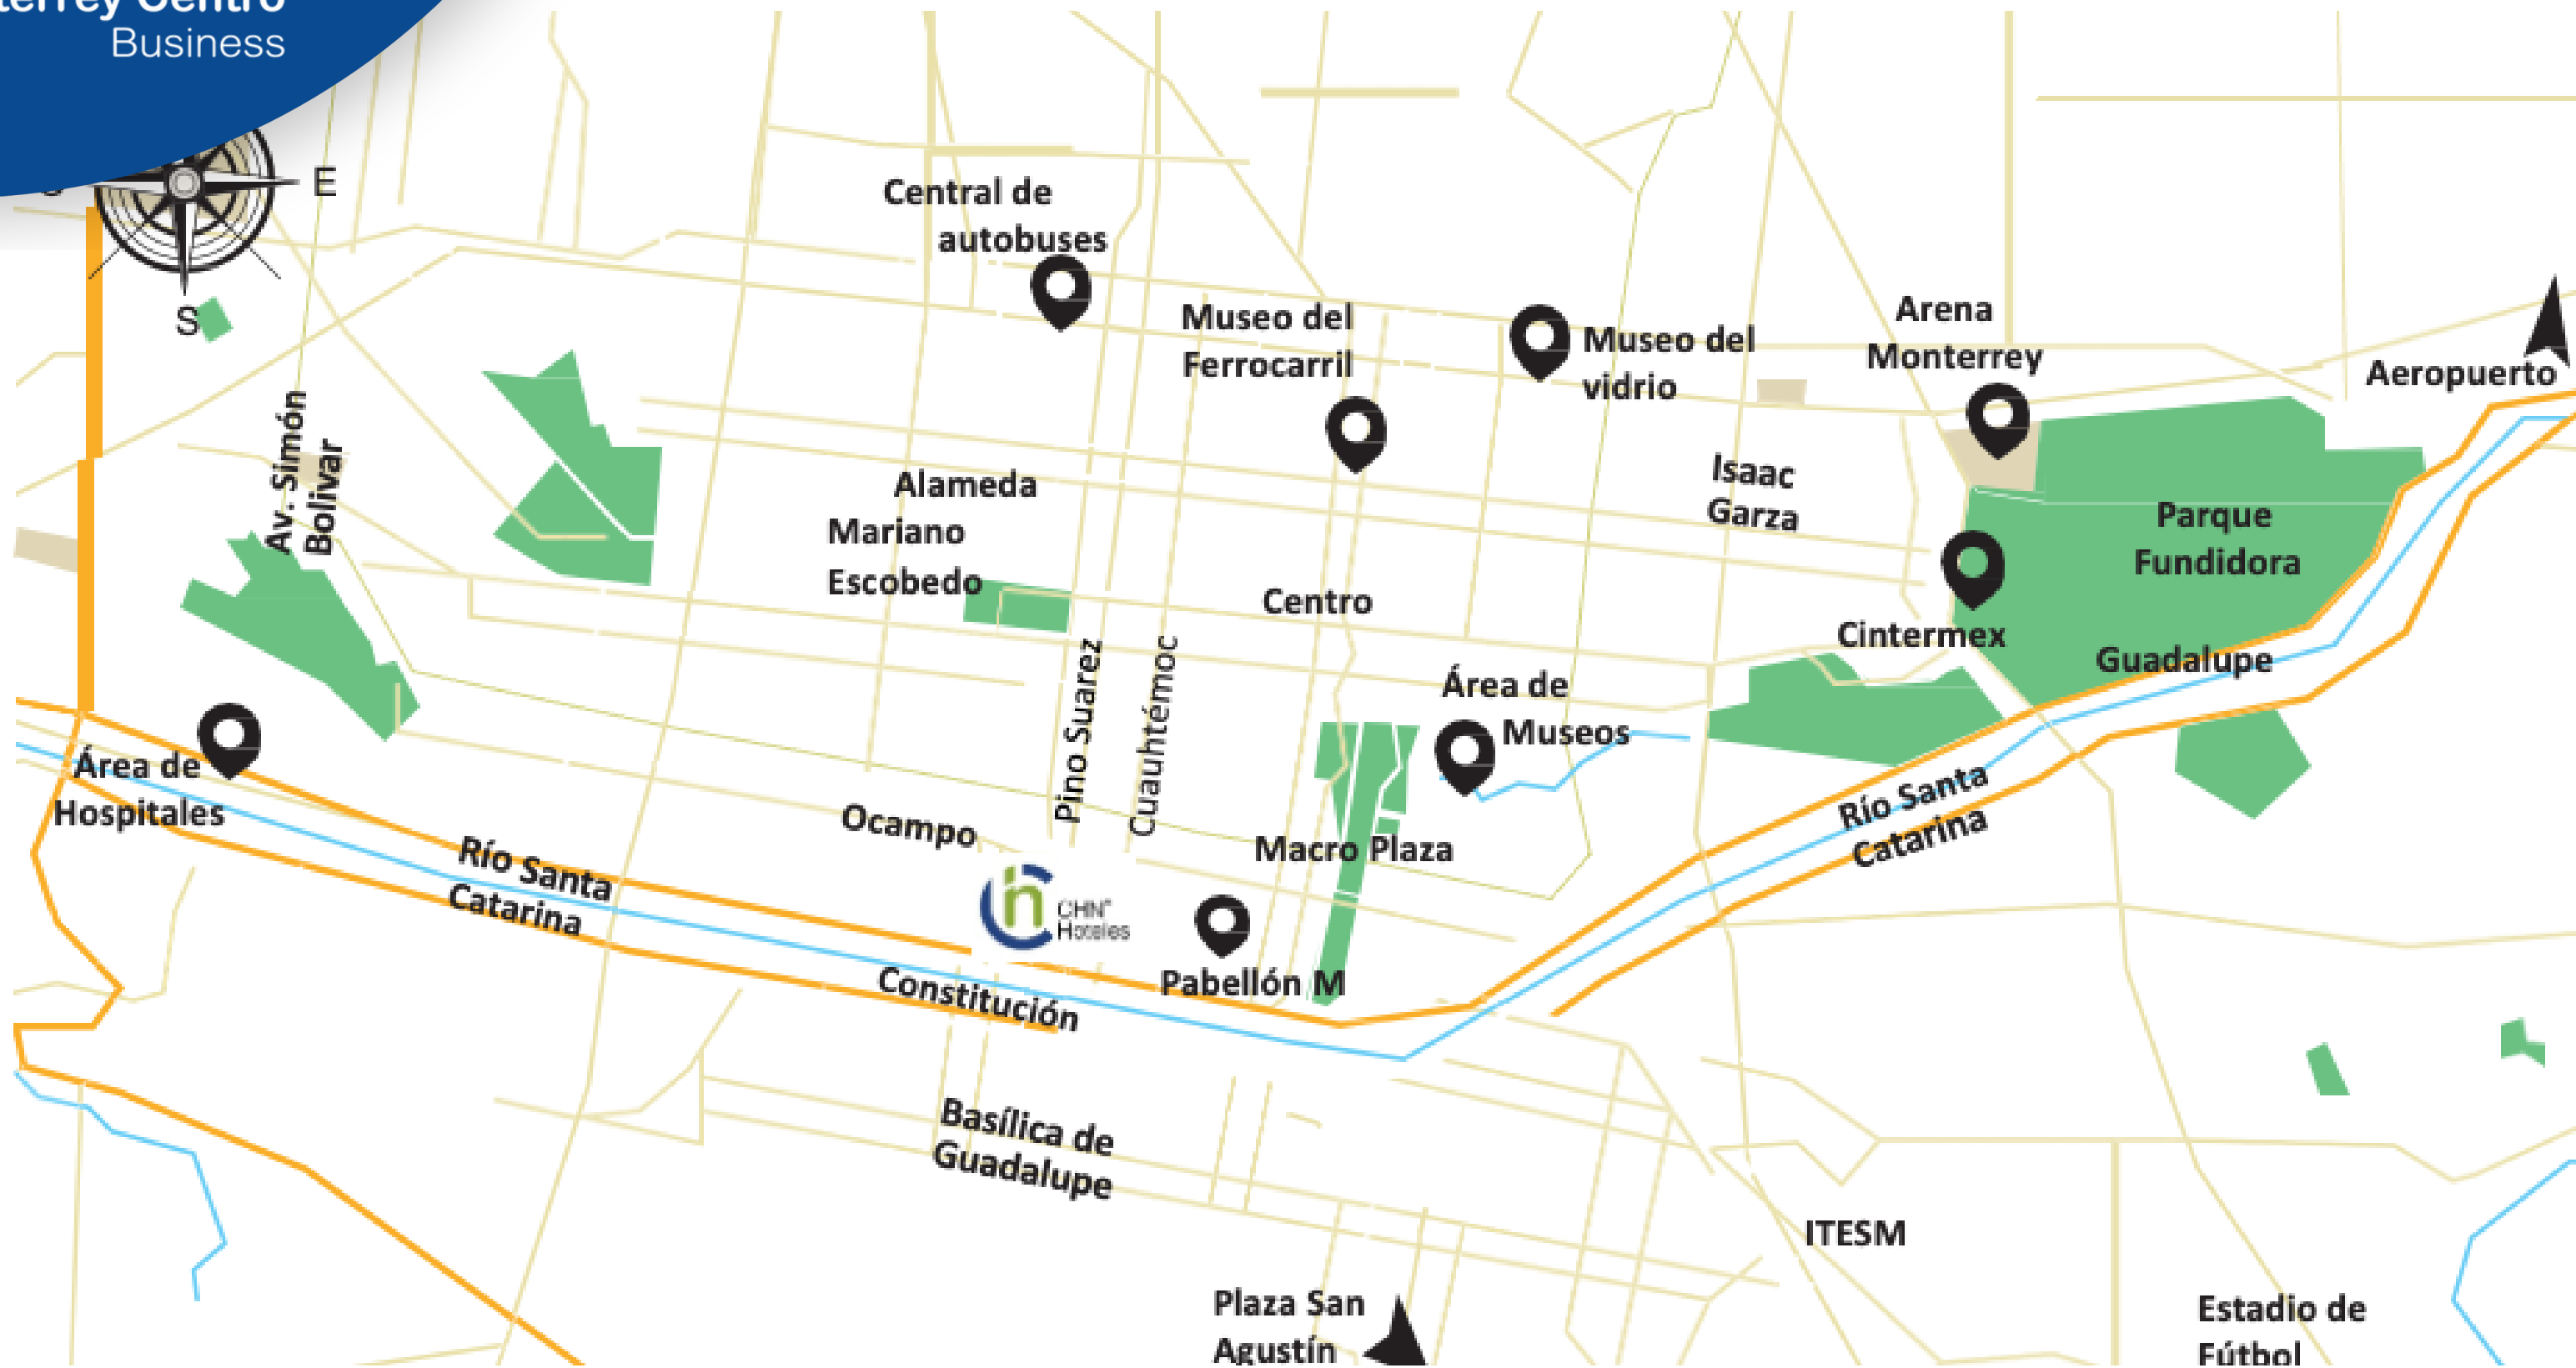 Centro
Business
E
S
Central de
autobuses
Museo del
Ferrocarril
Museo del
vidrio
Arena
Monterrey
Aeropuerto
Av. Simón
Bolivar
Alameda
Mariano
Escobedo
Isaac
Garza
Parque
Fundidora
Centro
Cintermex
Guadalupe
Pino Suarez
Cuauhtémoc
Área de
Museos
Área de
Hospitales
Río Santa
Catarina
Ocampo
Macro Plaza
Río Santa
Catarina
CHN
Hoteles
Pabellón M
Constitución
Basílica de
Guadalupe
ITESM
Plaza San
Agustín
Estadio de
Fútbol